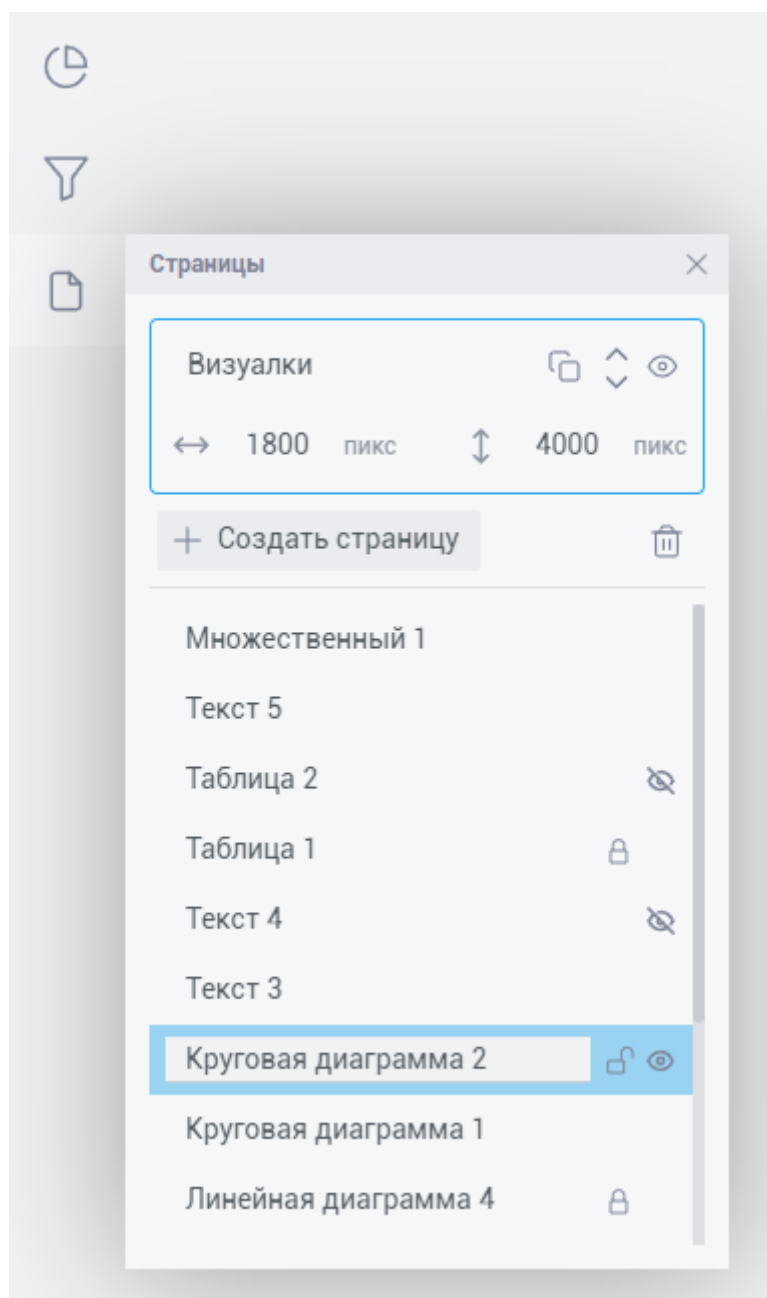 Страницы
Визуалки
1800 пикс 4000 пикс
Создать страницу
Множественный 1
Текст 5
Таблица 2
Таблица 1
Текст 4
Текст 3
Круговая диаграмма 2
Круговая диаграмма 1
Линейная диаграмма 4